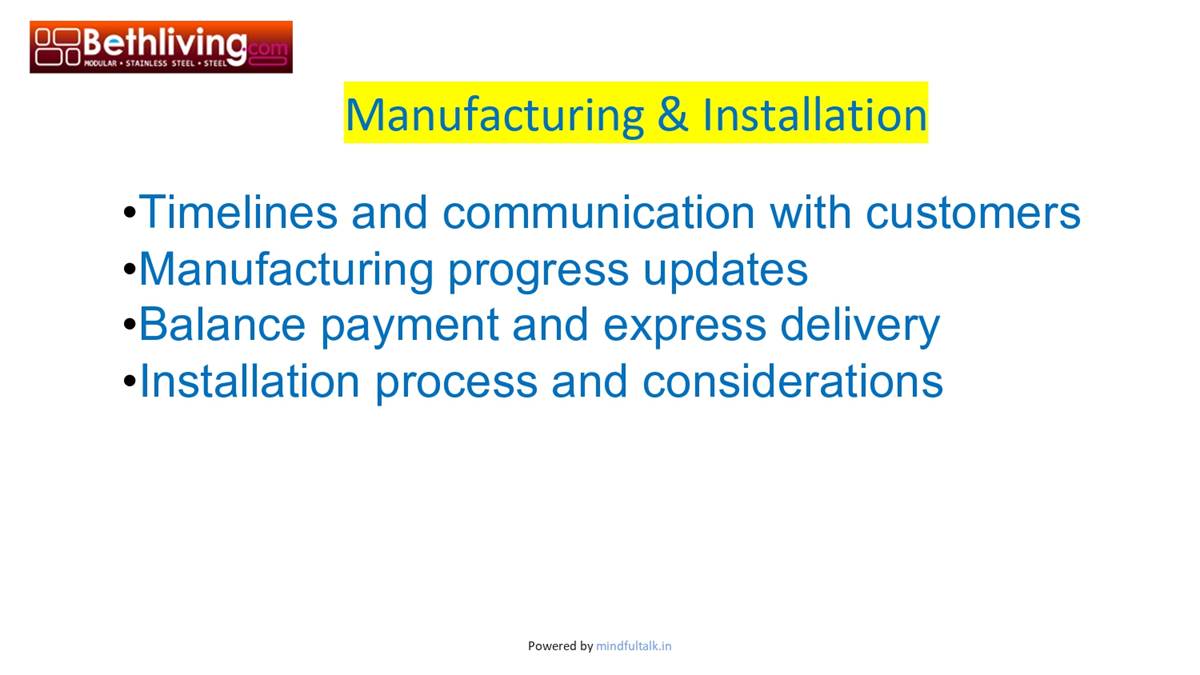 Bethliving.com
MODULAR • STAINLESS STEEL • STEEL
Manufacturing & Installation
•Timelines and communication with customers
•Manufacturing progress updates
•Balance payment and express delivery
•Installation process and considerations
Powered by mindfultalk.in